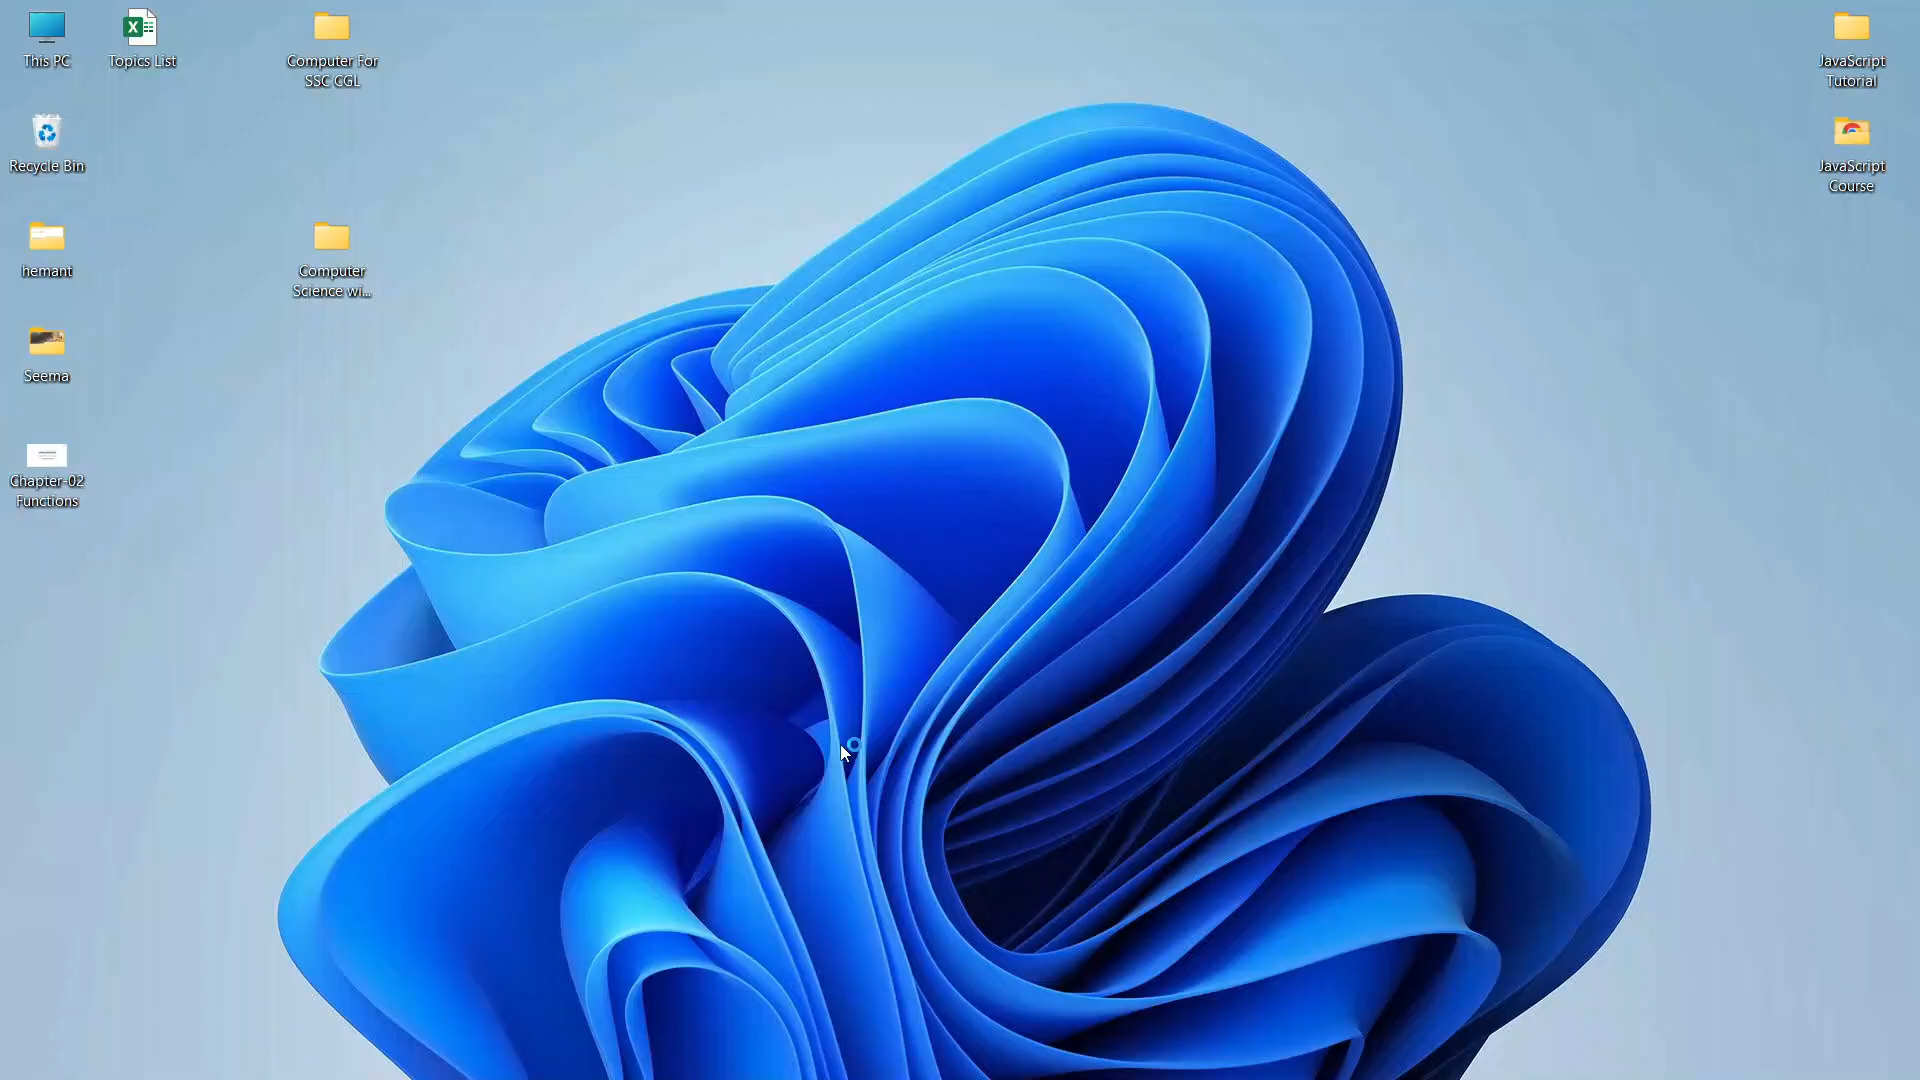 This PC
Topics List
Computer For
SSC CGL
JavaScript
Tutorial
Recycle Bin
JavaScript
Course
hemant
Computer
Science wi...
Seema
Chapter-02
Functions